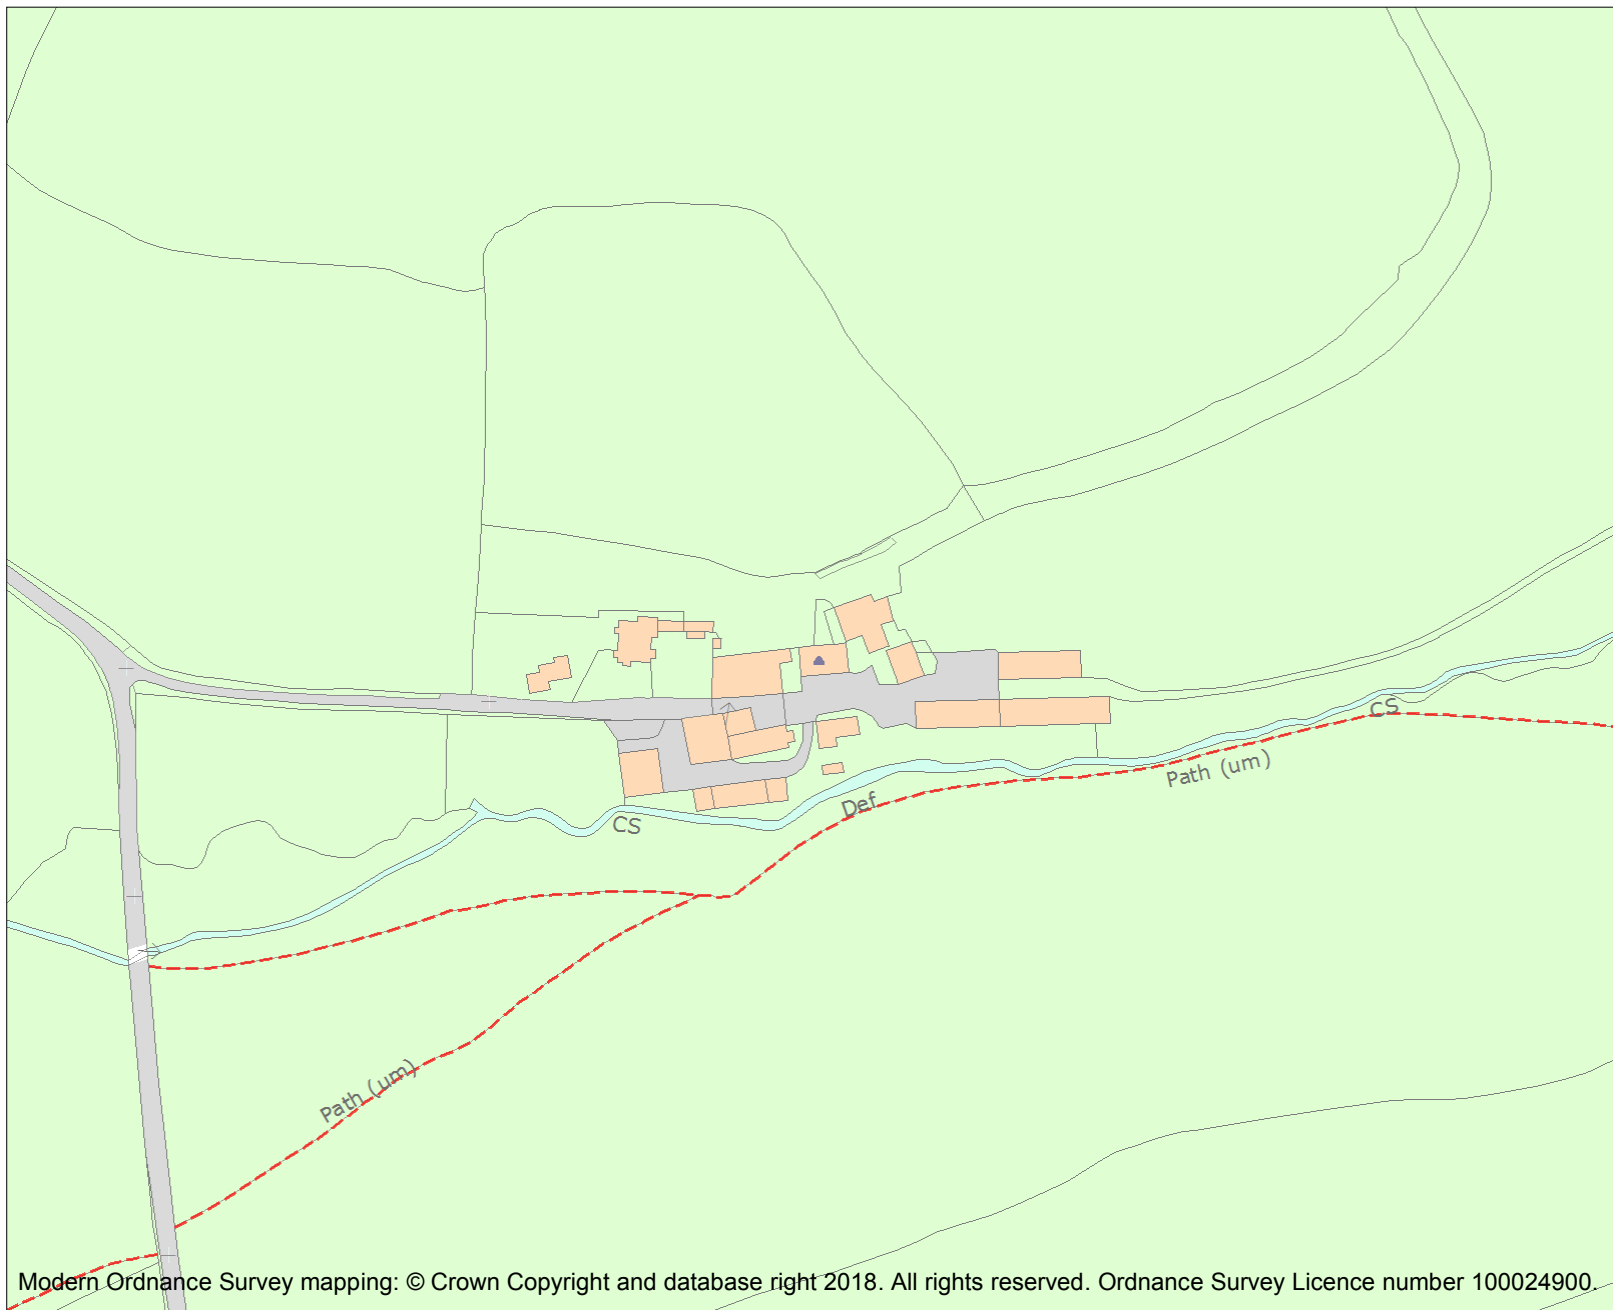 CS
Path (um)
Def
CS
Path (um)
Modern Ordnance Survey mapping: © Crown Copyright and database right 2018. All rights reserved. Ordnance Survey Licence number 100024900.